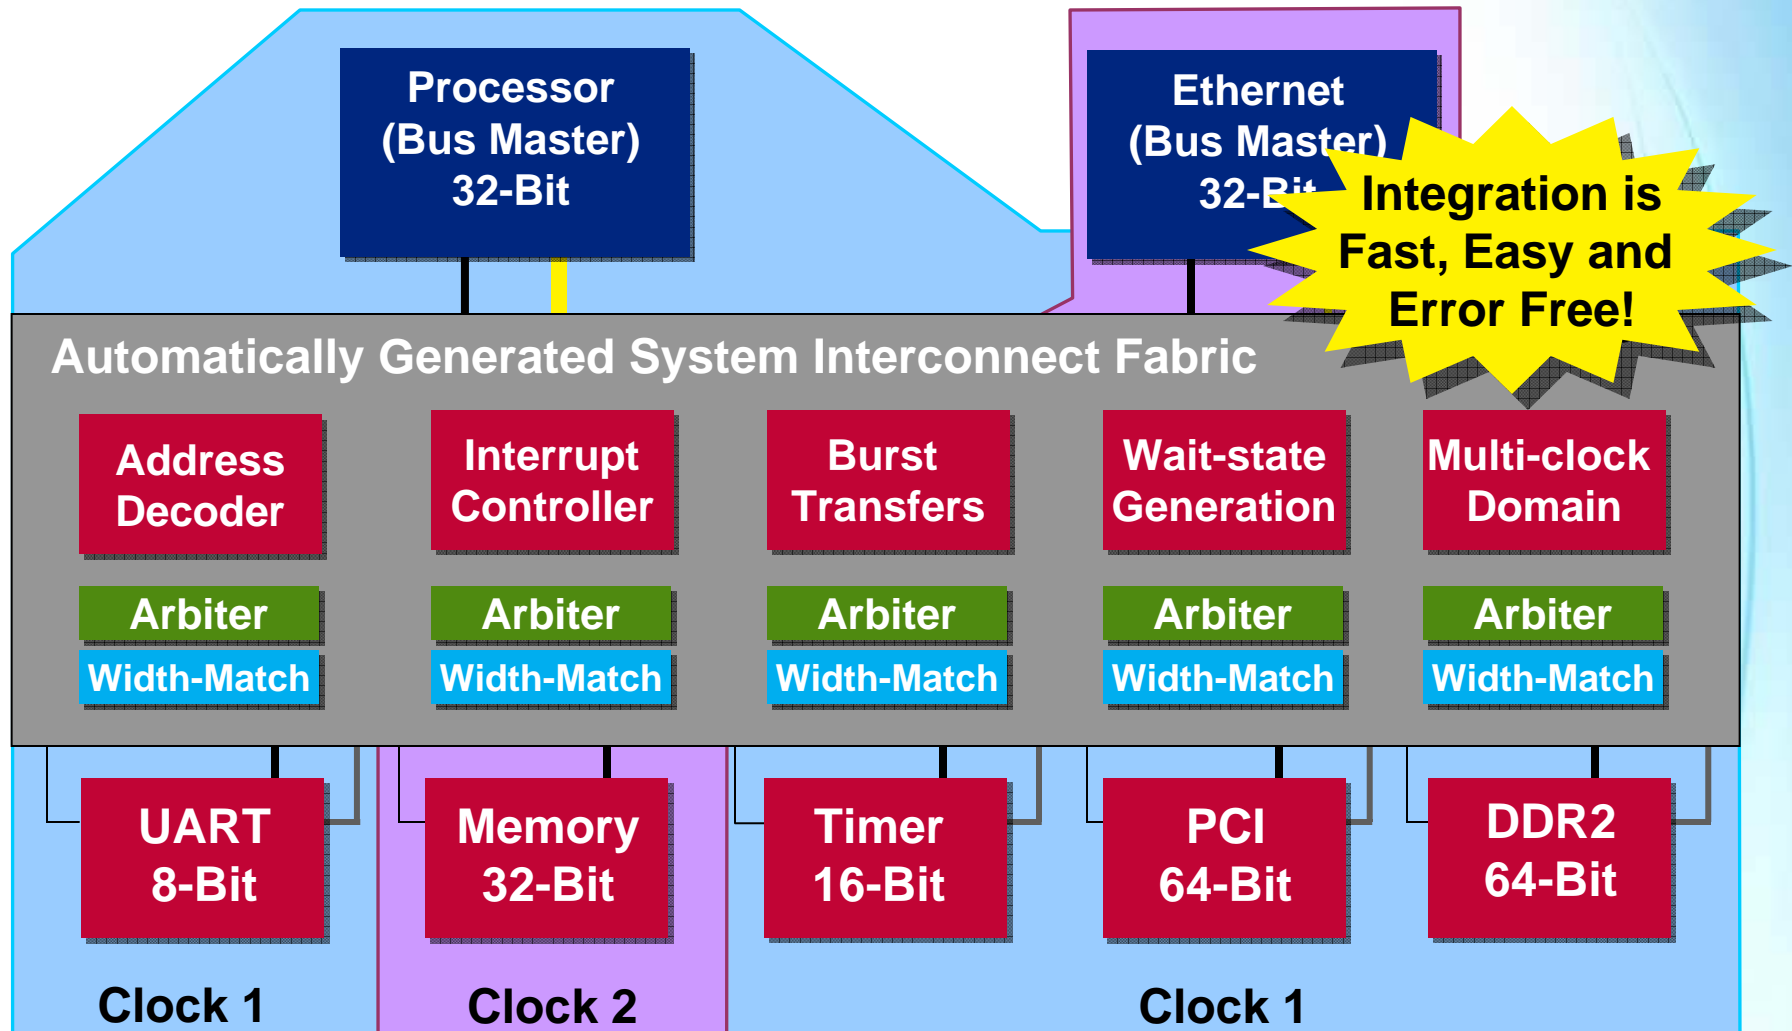 Processor
(Bus Master)
32-Bit
Ethernet
(Bus Master)
32-Bit
Integration is
Fast, Easy and
Error Free!
Automatically Generated System Interconnect Fabric
Address
Decoder
Interrupt
Controller
Burst
Transfers
Wait-state
Generation
Multi-clock
Domain
Arbiter
Arbiter
Arbiter
Arbiter
Arbiter
Width-Match
Width-Match
Width-Match
Width-Match
Width-Match
UART
8-Bit
Memory
32-Bit
Timer
16-Bit
PCI
64-Bit
DDR2
64-Bit
Clock 1
Clock 2
Clock 1